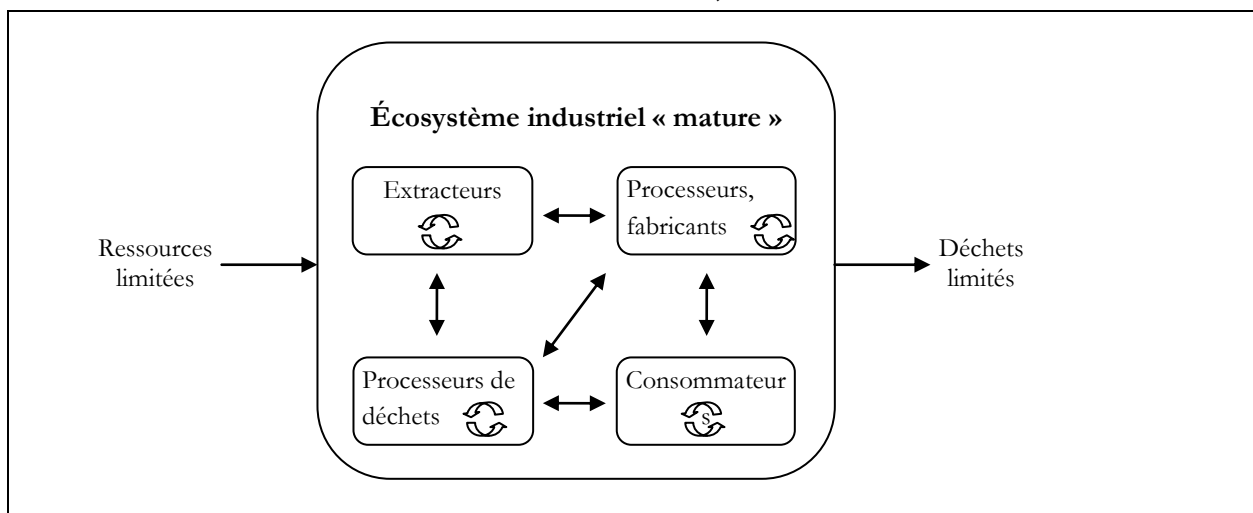 Écosystème industriel « mature »
Extracteurs
Processeurs,
fabricants
Ressources
limitées
Déchets
limités
Processeurs de
déchets
Consommateur
s